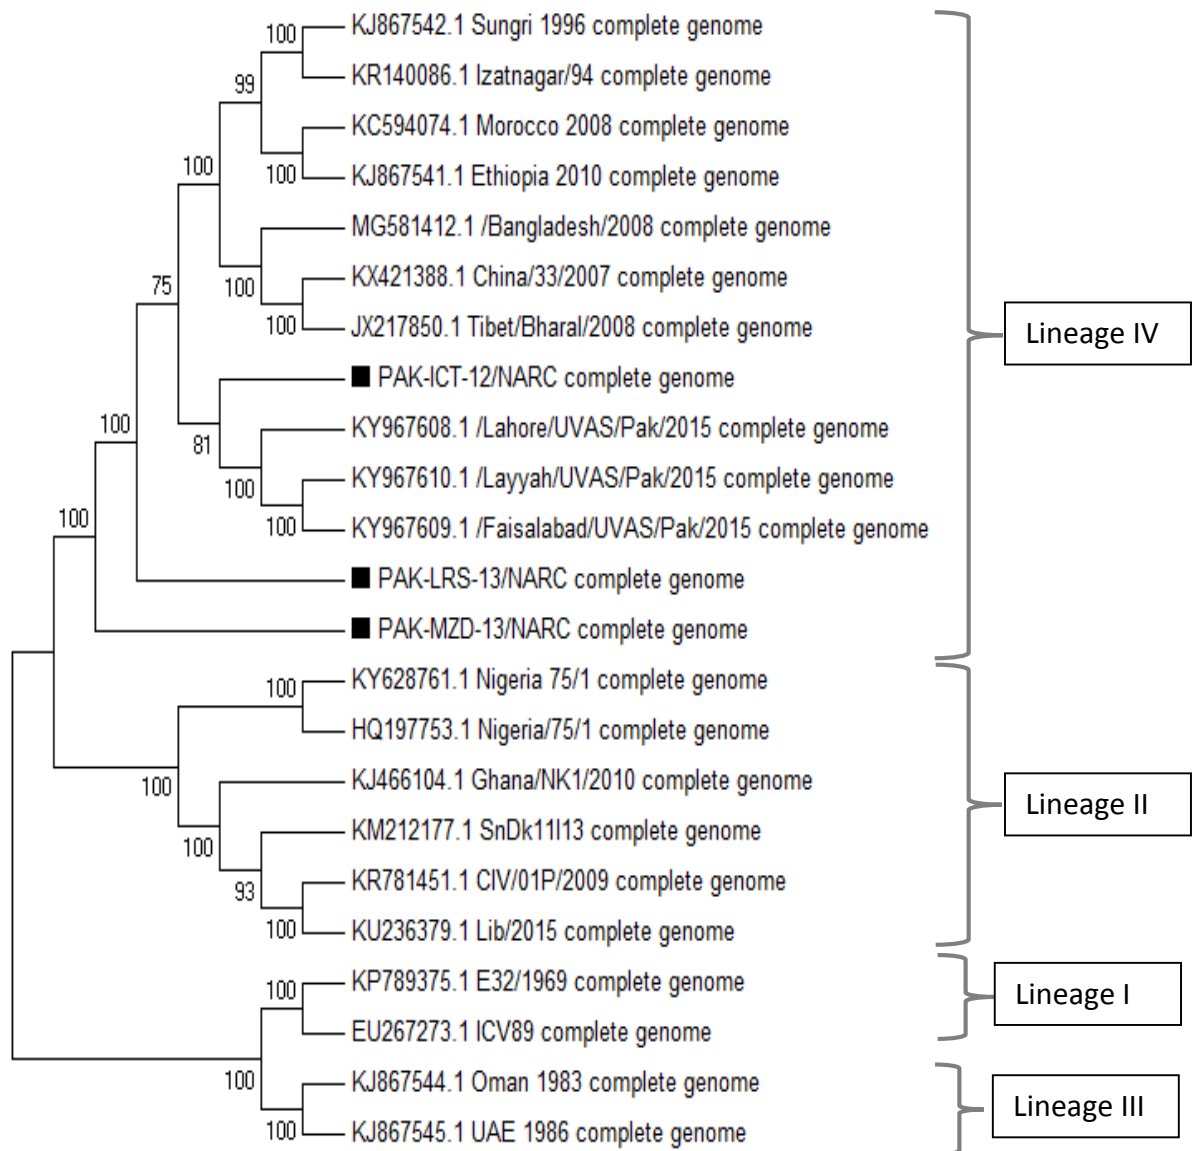 100
KJ867542.1 Sungri 1996 complete genome
KR140086.1 Izatnagar/94 complete genome
99
KC594074.1 Morocco 2008 complete genome
100
KJ867541.1 Ethiopia 2010 complete genome
100
MG581412.1 /Bangladesh/2008 complete genome
100
KX421388.1 China/33/2007 complete genome
100
JX217850.1 Tibet/Bharal/2008 complete genome
75
Lineage IV
PAK-ICT-12/NARC complete genome
81
KY967608.1 /Lahore/UVAS/Pak/2015 complete genome
100
KY967610.1 /Layyah/UVAS/Pak/2015 complete genome
100
KY967609.1 /Faisalabad/UVAS/Pak/2015 complete genome
100
PAK-LRS-13/NARC complete genome
100
PAK-MZD-13/NARC complete genome
100
KY628761.1 Nigeria 75/1 complete genome
HQ197753.1 Nigeria/75/1 complete genome
100
KJ466104.1 Ghana/NK1/2010 complete genome
100
Lineage II
KM212177.1 SnDk11I13 complete genome
93
KR781451.1 CIV/01P/2009 complete genome
100
KU236379.1 Lib/2015 complete genome
100
KP789375.1 E32/1969 complete genome
Lineage I
EU267273.1 ICV89 complete genome
100
KJ867544.1 Oman 1983 complete genome
Lineage III
100
KJ867545.1 UAE 1986 complete genome